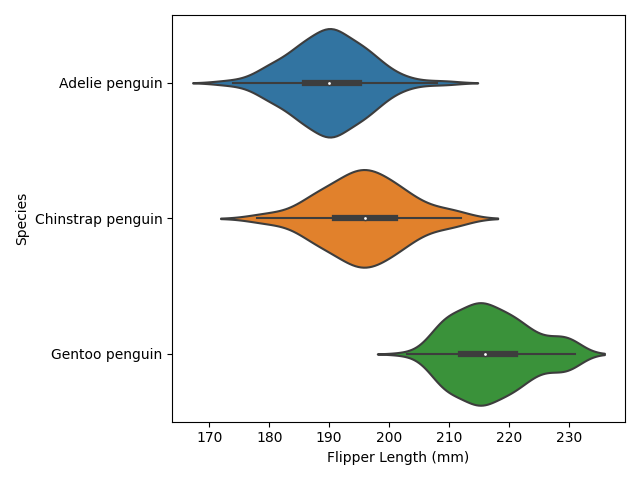 Species
Adelie penguin
Chinstrap penguin
Gentoo penguin
170 180 190 200 210 220 230
Flipper Length (mm)